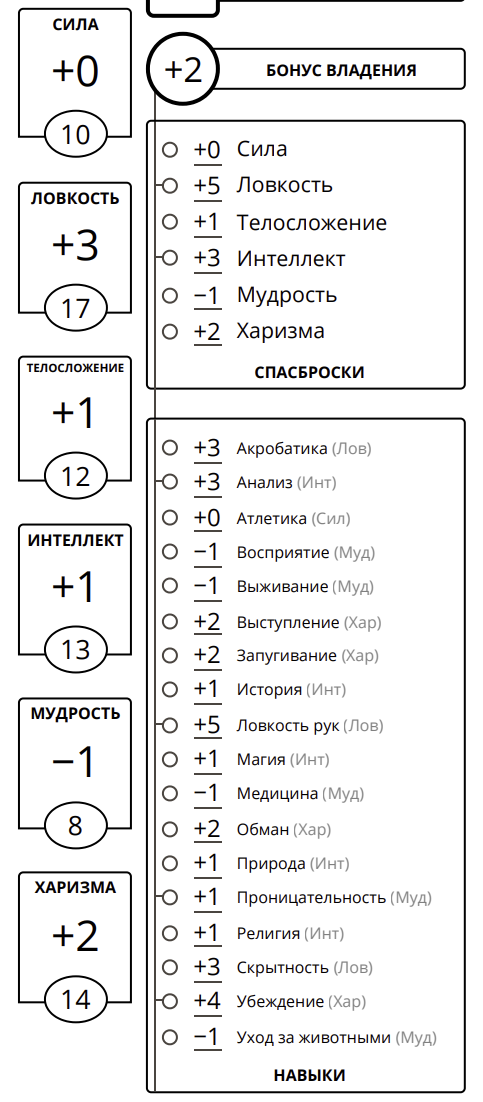 СИЛА
+0
10
ЛОВКОСТЬ
+3
17
ТЕЛОСЛОЖЕНИЕ
+1
12
ИНТЕЛЛЕКТ
+1
13
МУДРОСТЬ
−1
8
ХАРИЗМА
+2
14
+2 БОНУС ВЛАДЕНИЯ
+0 Сила
+5 Ловкость
+1 Телосложение
+3 Интеллект
−1 Мудрость
+2 Харизма
СПАСБРОСКИ
+3 Акробатика (Лов)
+3 Анализ (Инт)
+0 Атлетика (Сил)
−1 Восприятие (Муд)
−1 Выживание (Муд)
+2 Выступление (Хар)
+2 Запугивание (Хар)
+1 История (Инт)
+5 Ловкость рук (Лов)
+1 Магия (Инт)
−1 Медицина (Муд)
+2 Обман (Хар)
+1 Природа (Инт)
+1 Проницательность (Муд)
+1 Религия (Инт)
+3 Скрытность (Лов)
+4 Убеждение (Хар)
−1 Уход за животными (Муд)
НАВЫКИ